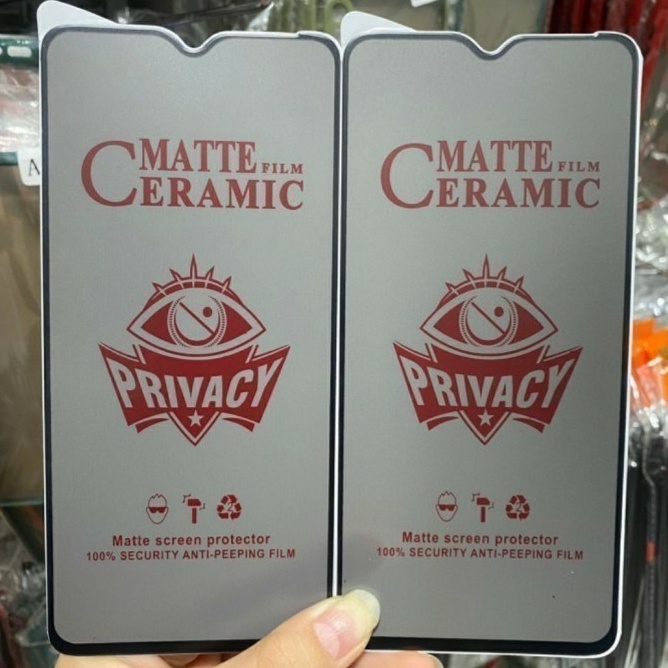 MATTE FILM
CERAMIC
PRIVACY
Matte screen protector
100% SECURITY ANTI-PEEPING FILM
MATTE FILM
CERAMIC
PRIVACY
Matte screen protector
100% SECURITY ANTI-PEEPING FILM
A